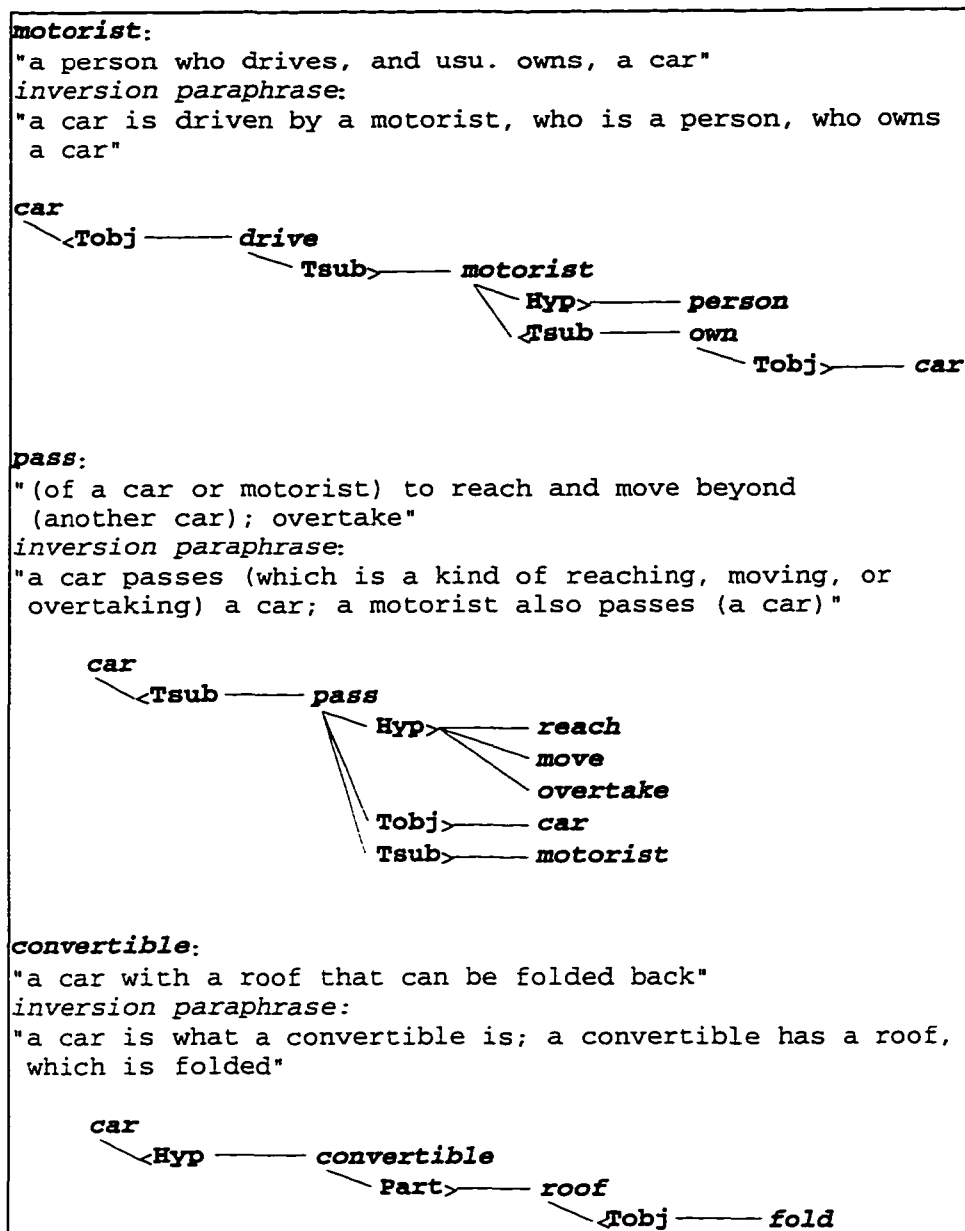 motorist:
"a person who drives, and usu. owns, a car"
inversion paraphrase:
"a car is driven by a motorist, who is a person, who owns
a car"
car
<Tobj drive
Tsub> motorist
Hyp> person
<Tsub own
Tobj> car
pass:
"(of a car or motorist) to reach and move beyond
(another car); overtake"
inversion paraphrase:
"a car passes (which is a kind of reaching, moving, or
overtaking) a car; a motorist also passes (a car)"
car
<Tsub pass
Hyp> reach
move
overtake
Tobj> car
Tsub> motorist
convertible:
"a car with a roof that can be folded back"
inversion paraphrase:
"a car is what a convertible is; a convertible has a roof,
which is folded"
car
<Hyp convertible
Part> roof
<Tobj fold